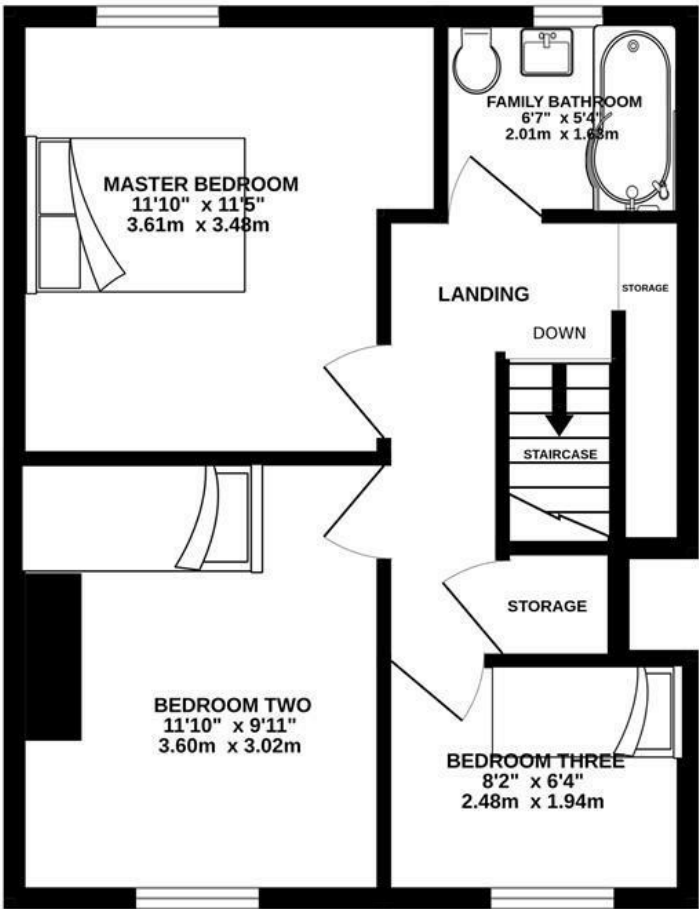 FAMILY BATHROOM
6'7" x 5'4"
2.01m x 1.63m
MASTER BEDROOM
11'10" x 11'5"
3.61m x 3.48m
LANDING
STORAGE
DOWN
STAIRCASE
STORAGE
BEDROOM TWO
11'10" x 9'11"
3.60m x 3.02m
BEDROOM THREE
8'2" x 6'4"
2.48m x 1.94m